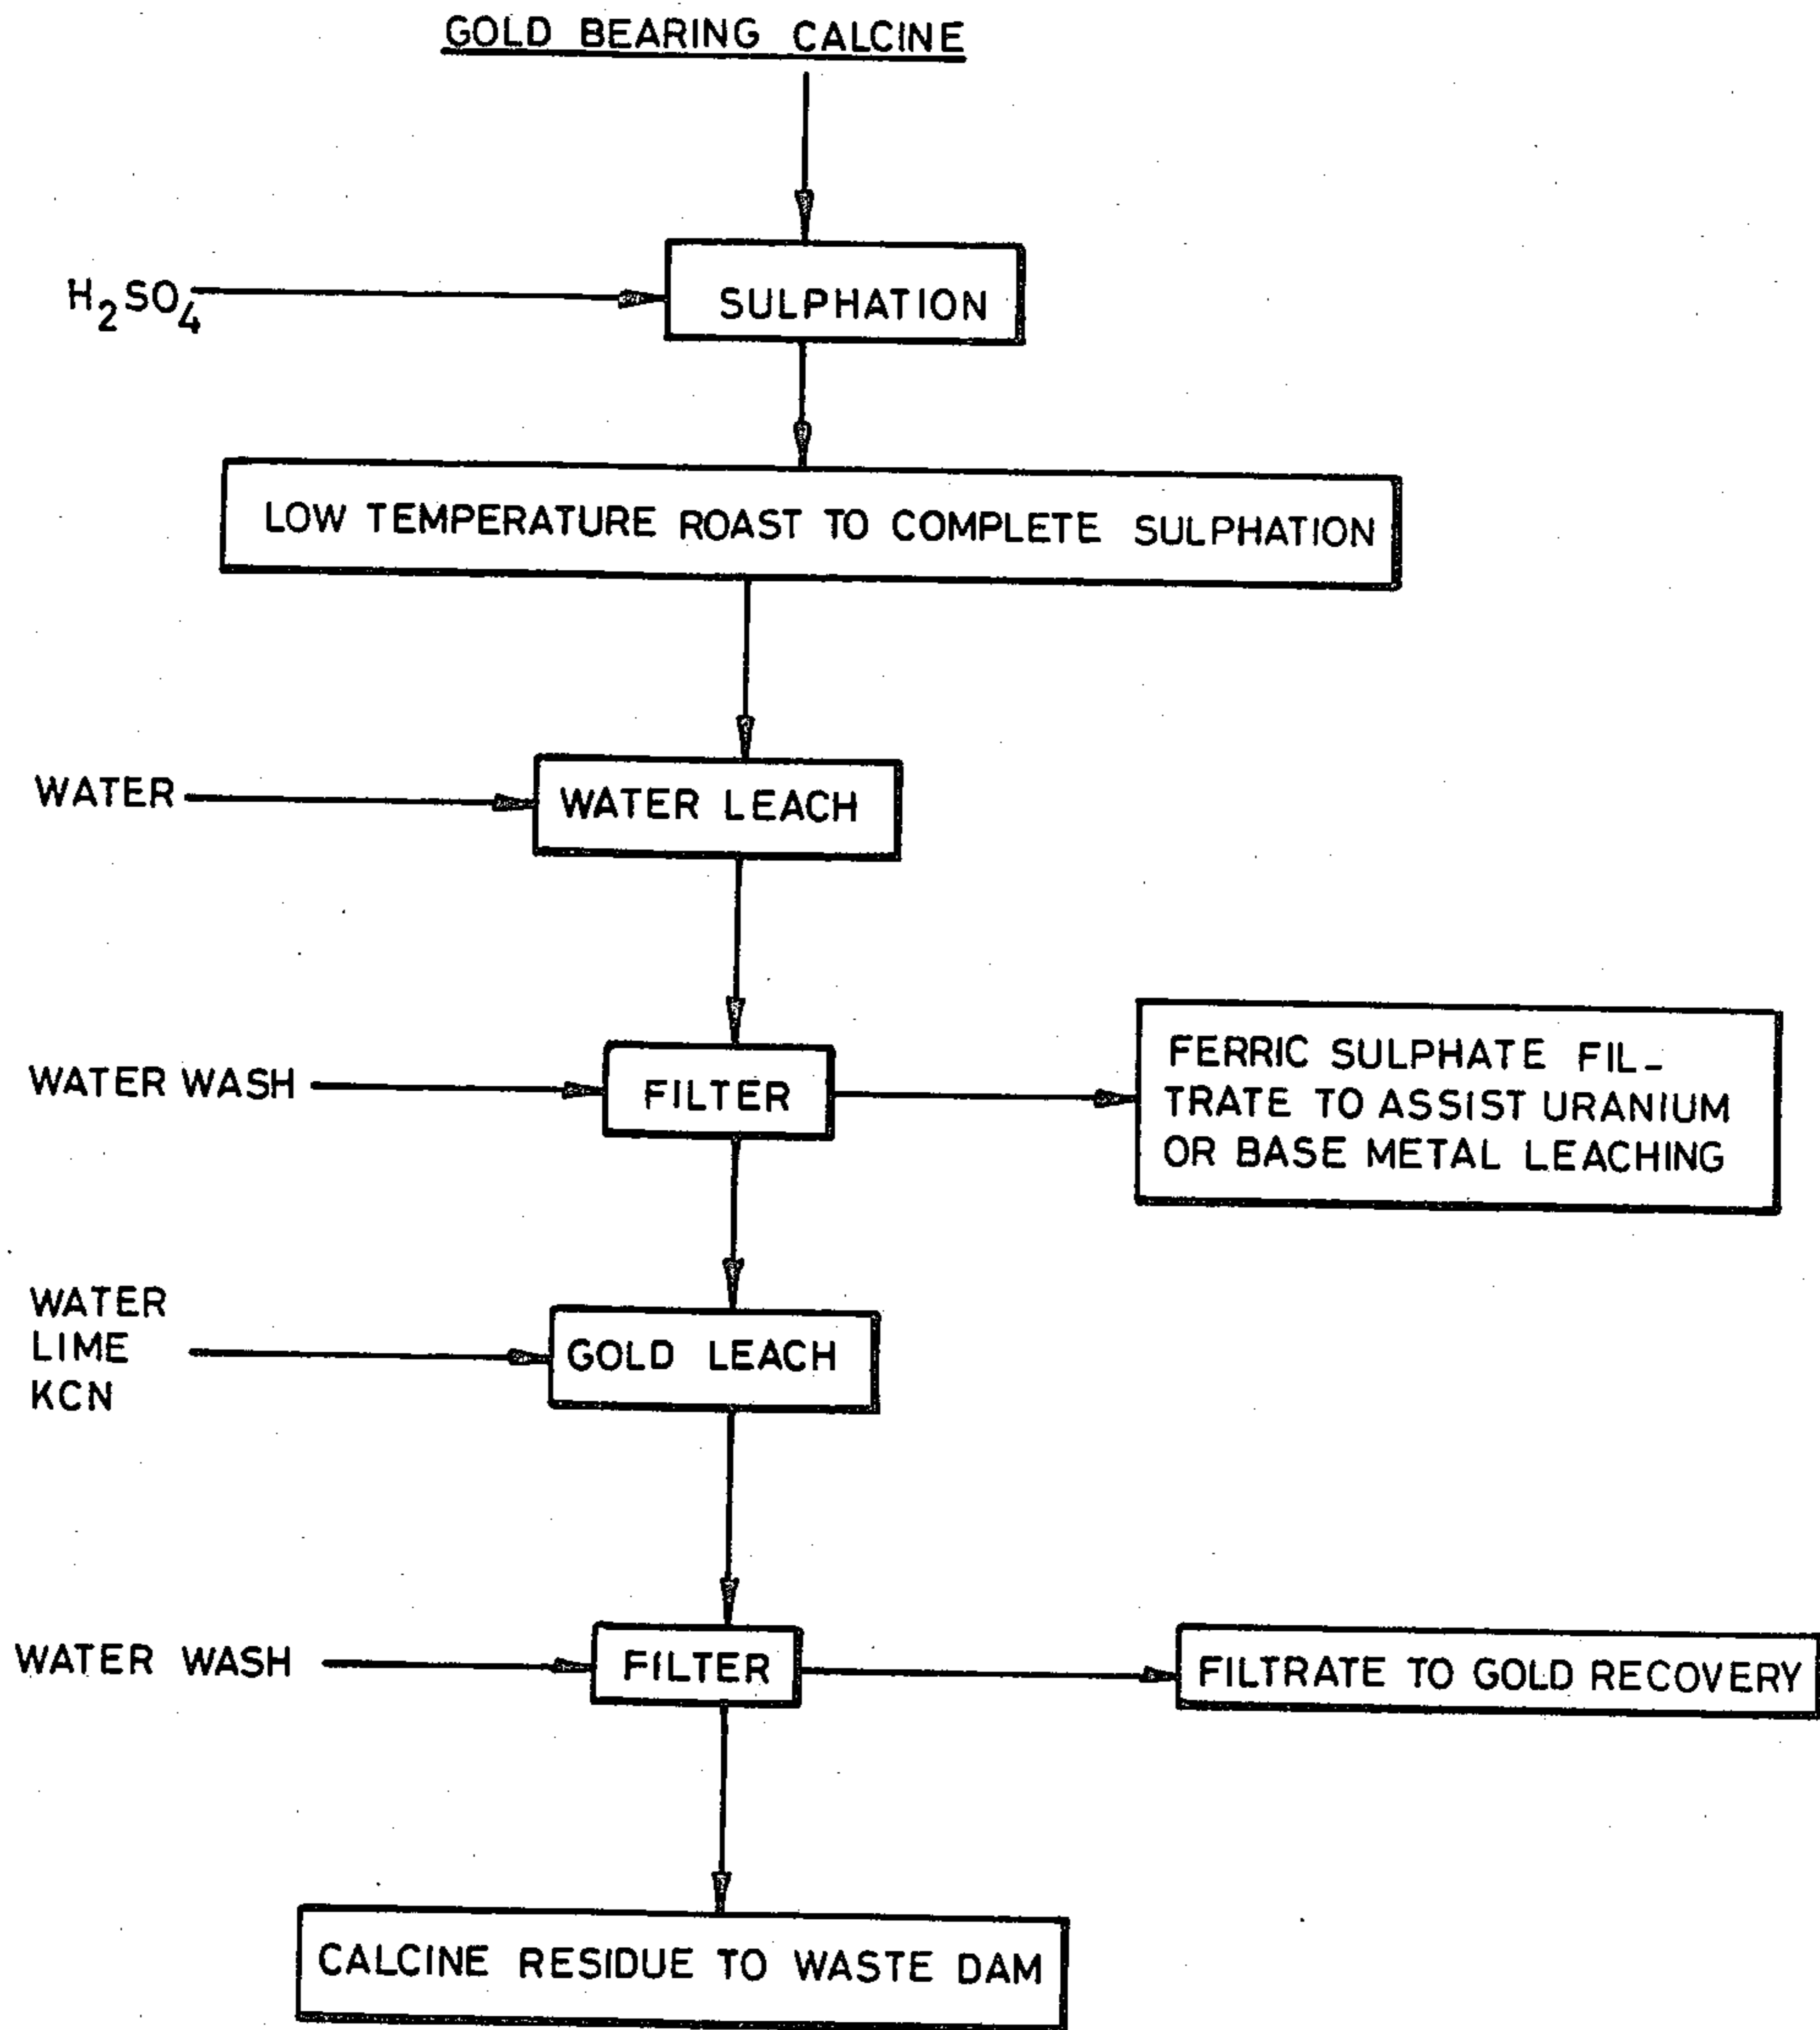 GOLD BEARING CALCINE
H₂SO₄
SULPHATION
LOW TEMPERATURE ROAST TO COMPLETE SULPHATION
WATER
WATER LEACH
WATER WASH
FILTER
FERRIC SULPHATE FIL_
TRATE TO ASSIST URANIUM
OR BASE METAL LEACHING
WATER
LIME
KCN
GOLD LEACH
WATER WASH
FILTER
FILTRATE TO GOLD RECOVERY
CALCINE RESIDUE TO WASTE DAM